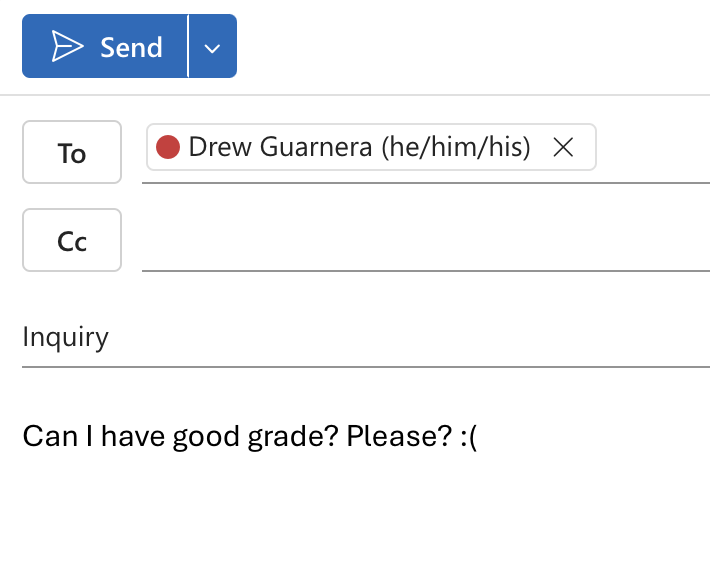 Send
To
Drew Guarnera (he/him/his)
Cc
Inquiry
Can I have good grade? Please? :(